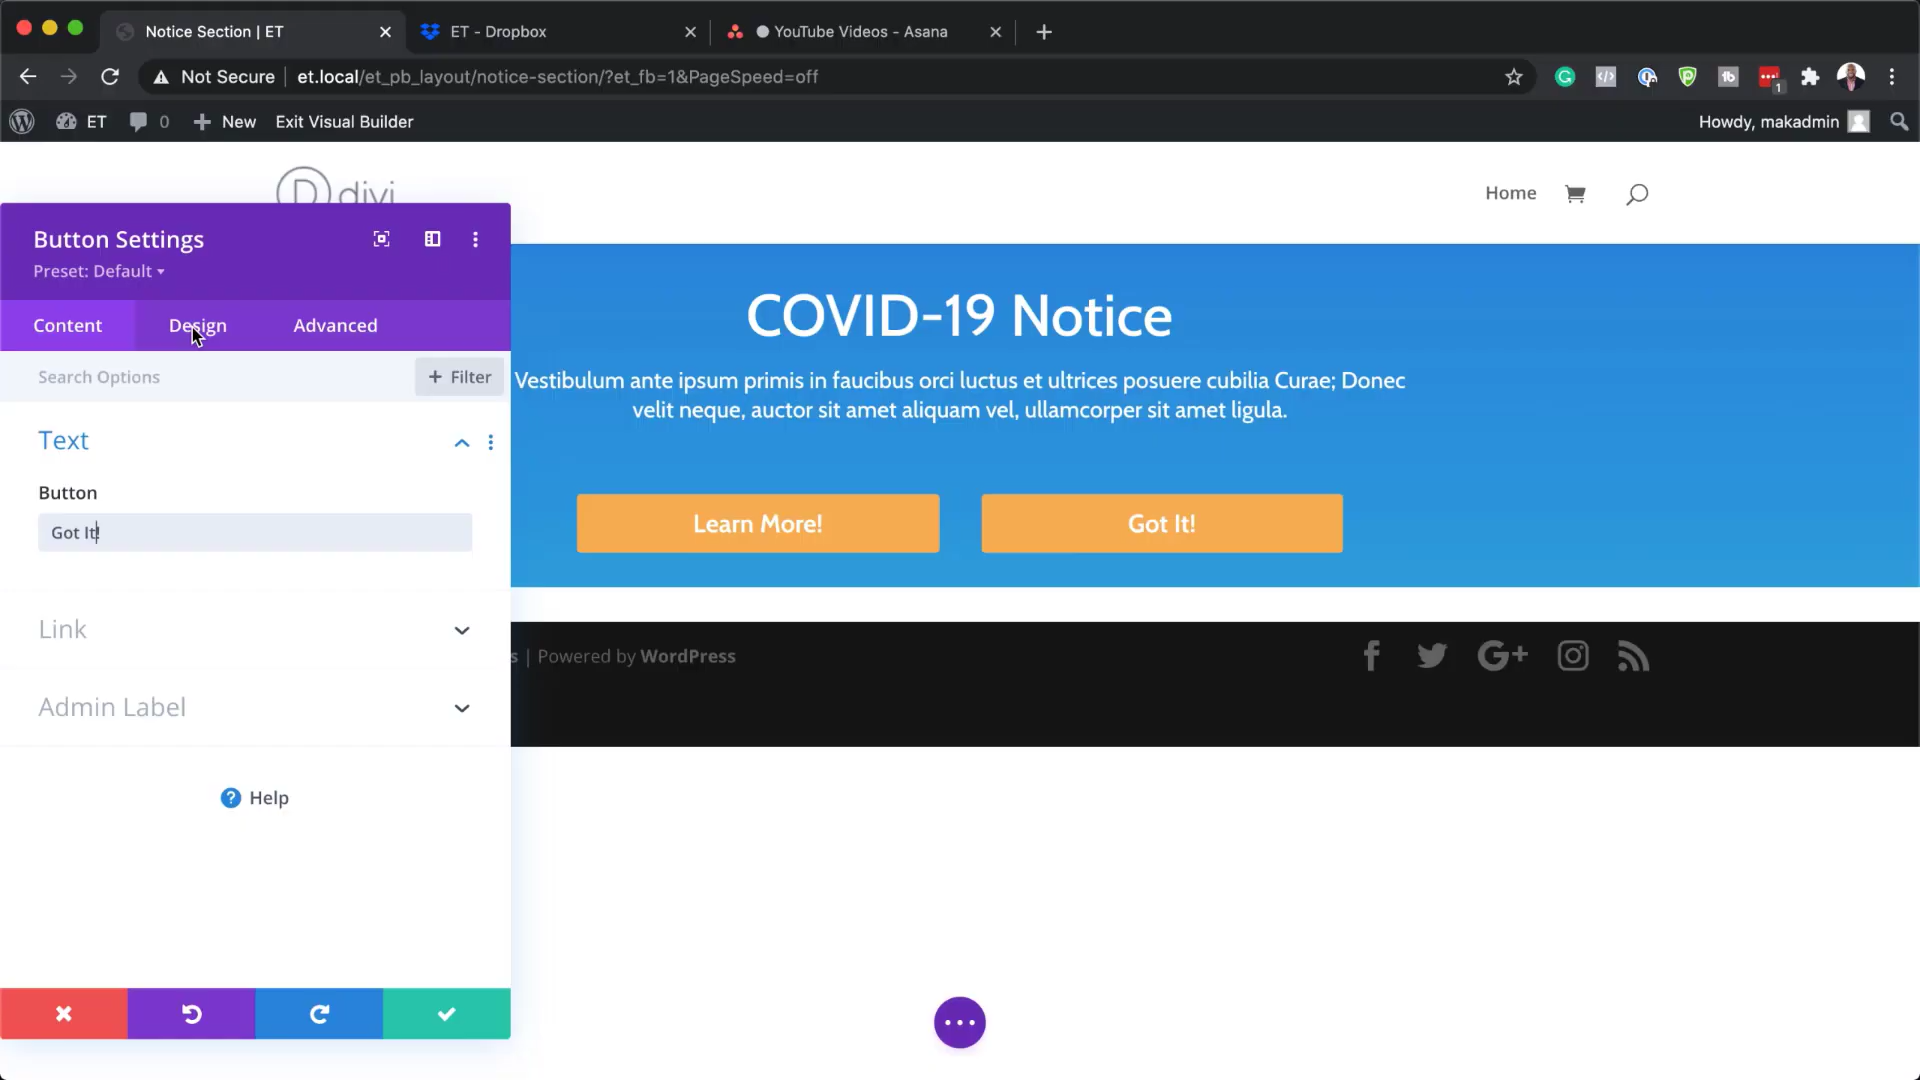 Notice Section | ET
ET - Dropbox
YouTube Videos - Asana
Not Secure
et.local/et_pb_layout/notice-section/?et_fb=1&PageSpeed=off
1
ET
0
New
Exit Visual Builder
Howdy, makadmin
divi
Home
Button Settings
Preset: Default
Content
Design
Advanced
Search Options
+ Filter
Text
Button
Got It!
Link
Admin Label
? Help
COVID-19 Notice
Vestibulum ante ipsum primis in faucibus orci luctus et ultrices posuere cubilia Curae; Donec
velit neque, auctor sit amet aliquam vel, ullamcorper sit amet ligula.
Learn More!
Got It!
s | Powered by WordPress